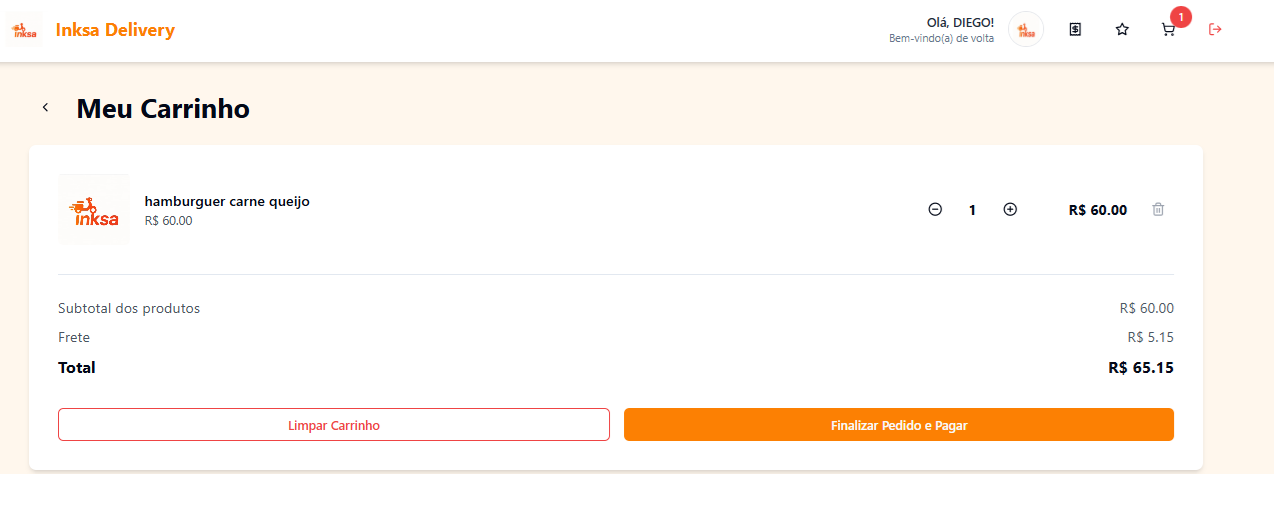 inksa
Inksa Delivery
Olá, DIEGO!
Bem-vindo(a) de volta
inksa
1
Meu Carrinho
inksa
hamburguer carne queijo
R$ 60.00
1
R$ 60.00
Subtotal dos produtos
R$ 60.00
Frete
R$ 5.15
Total
R$ 65.15
Limpar Carrinho
Finalizar Pedido e Pagar